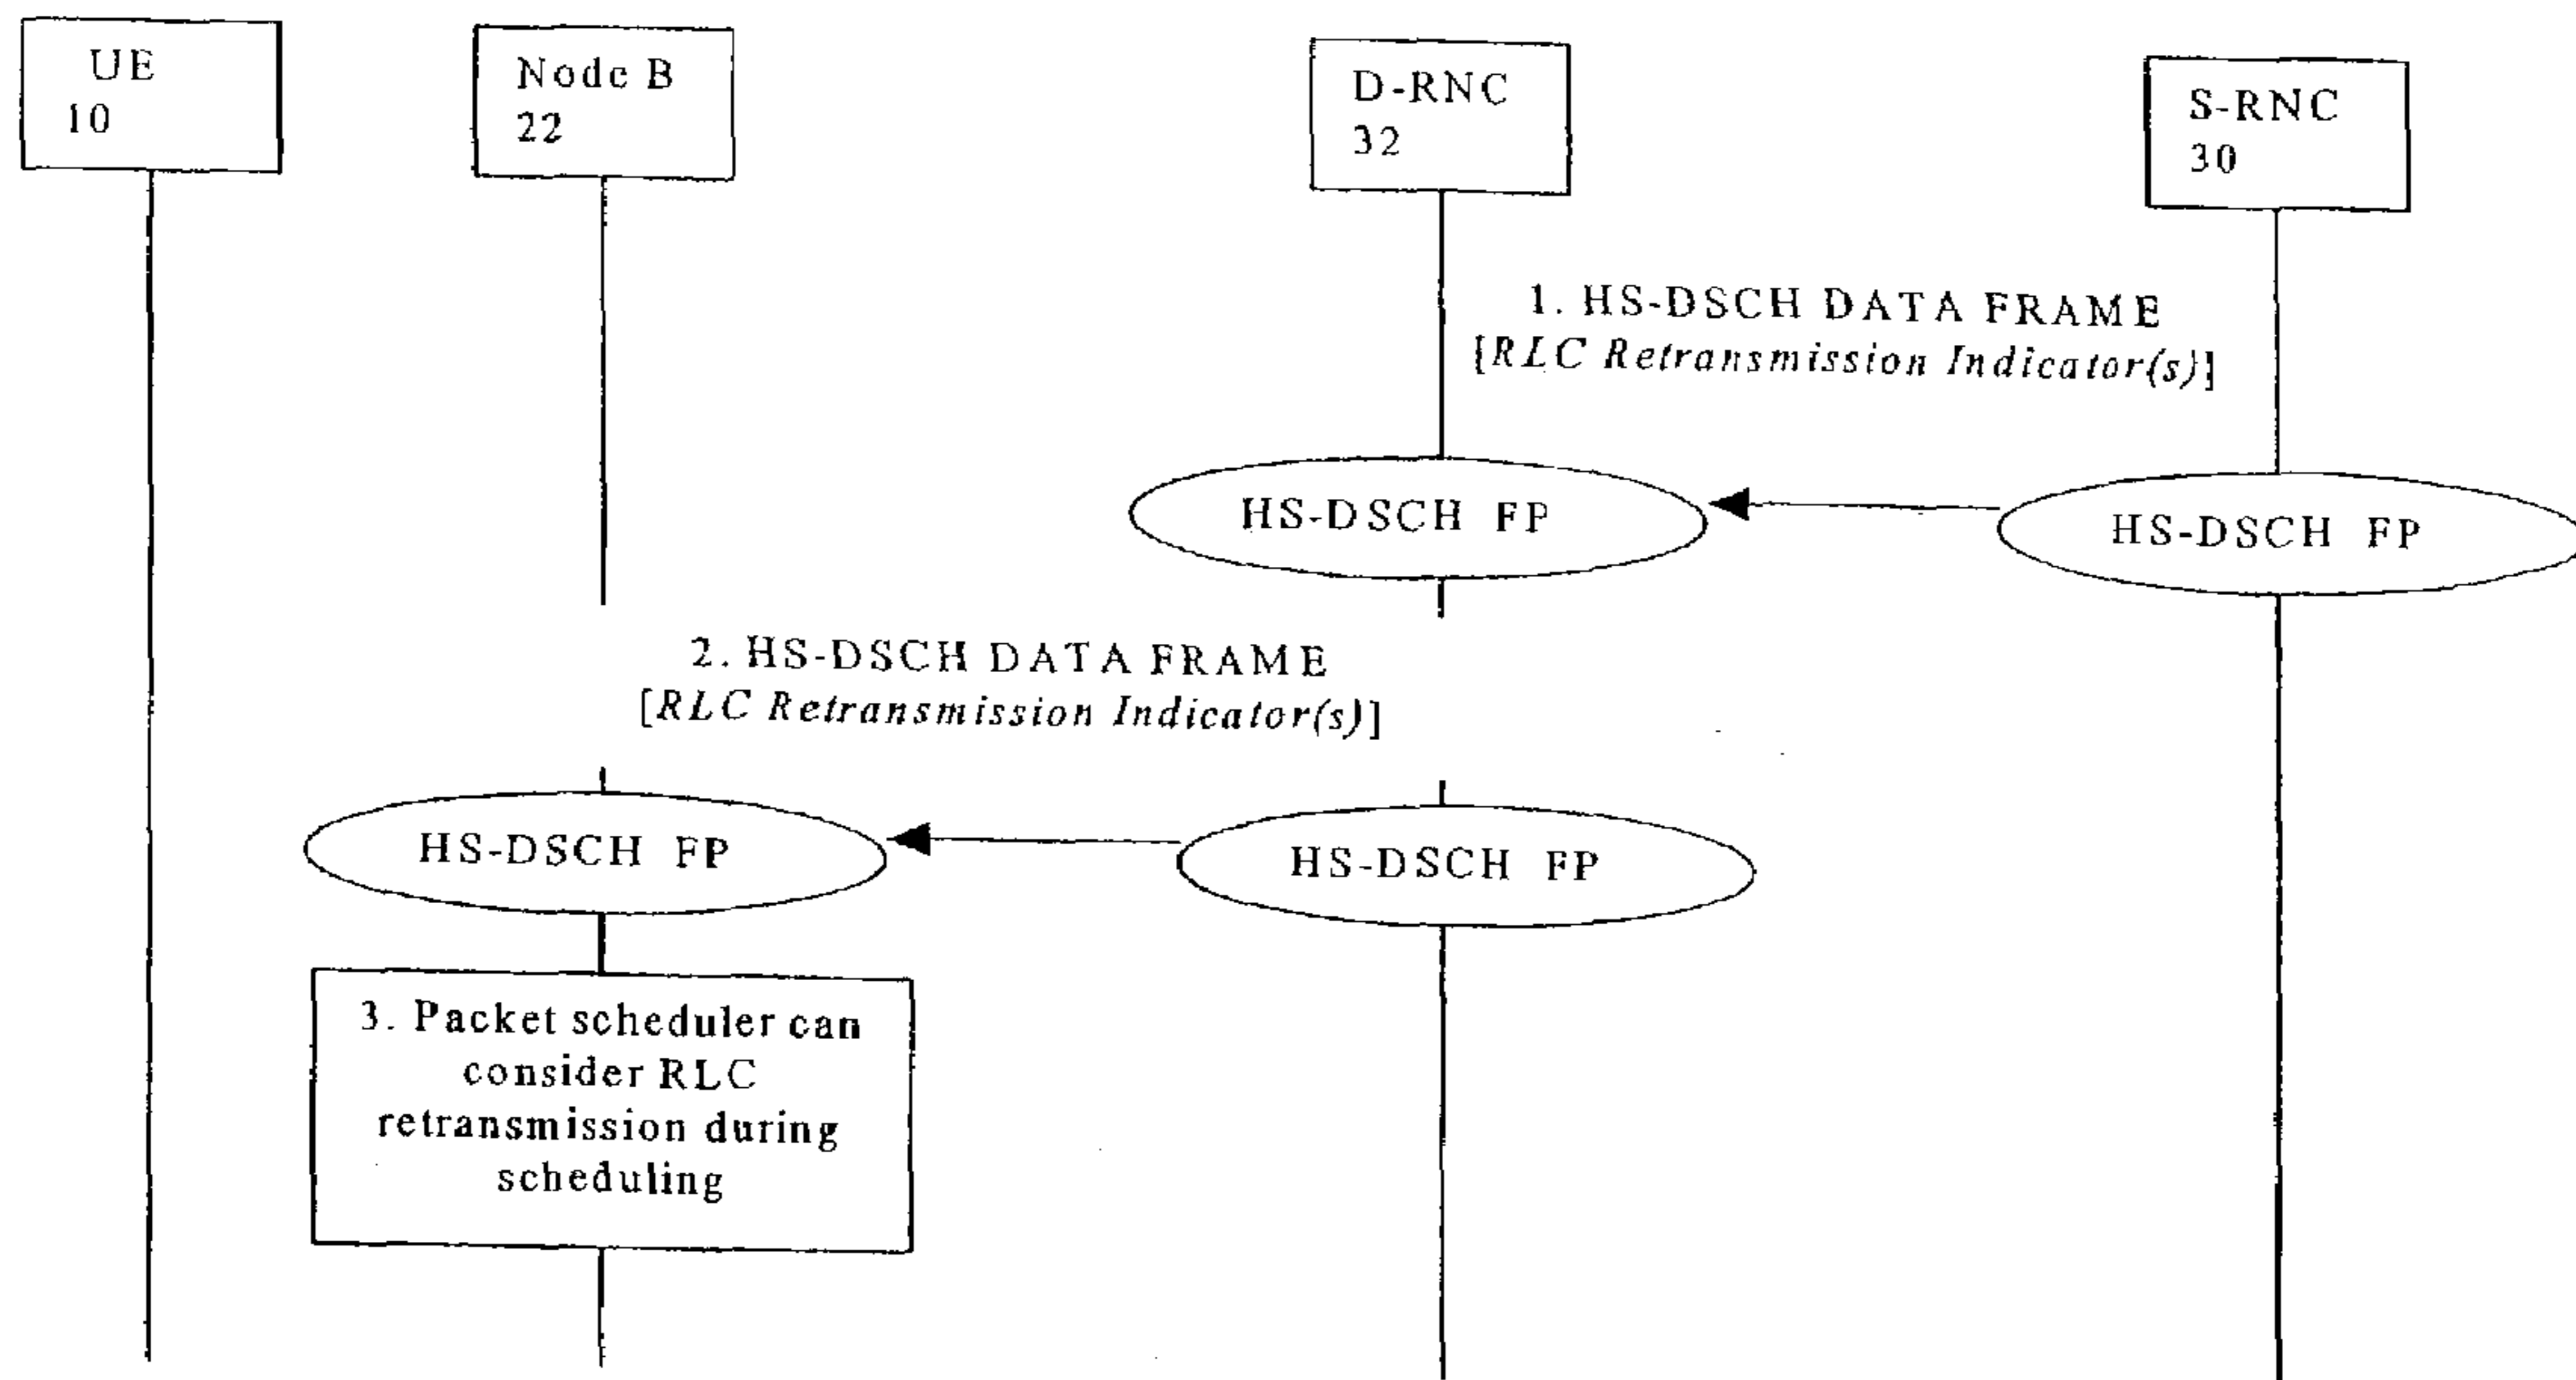 UE
10
Node B
22
D-RNC
32
S-RNC
30
1. HS-DSCH DATA FRAME
[RLC Retransmission Indicator(s)]
HS-DSCH FP
HS-DSCH FP
2. HS-DSCH DATA FRAME
[RLC Retransmission Indicator(s)]
HS-DSCH FP
HS-DSCH FP
3. Packet scheduler can
consider RLC
retransmission during
scheduling